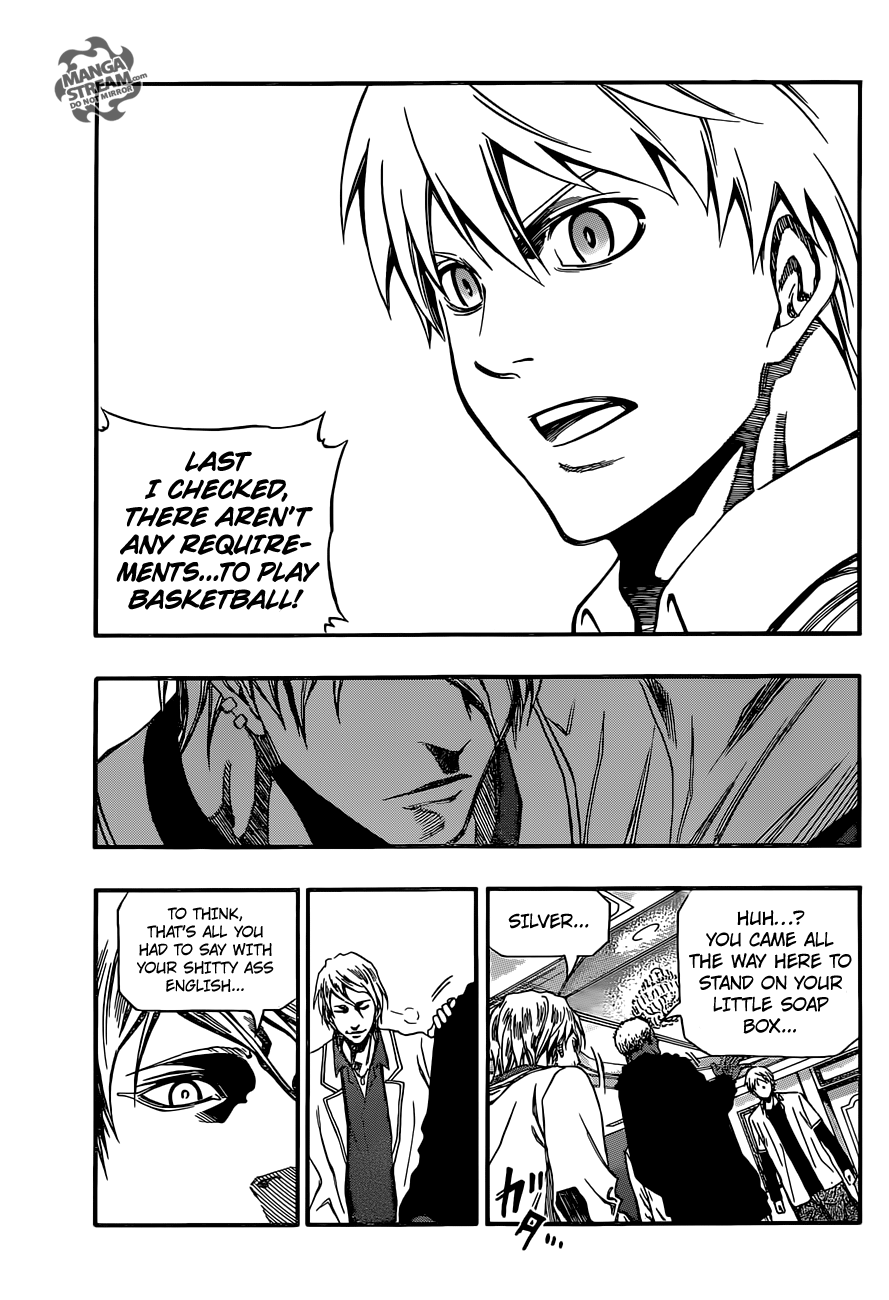 MANGA
STREAM.com
DO NOT MIRROR
LAST
I CHECKED,
THERE AREN'T
ANY REQUIRE-
MENTS...TO PLAY
BASKETBALL!
HUH...?
YOU CAME ALL
THE WAY HERE TO
STAND ON YOUR
LITTLE SOAP
BOX...
SILVER...
ガタ...
TO THINK,
THAT'S ALL YOU
HAD TO SAY WITH
YOUR SHITTY ASS
ENGLISH...